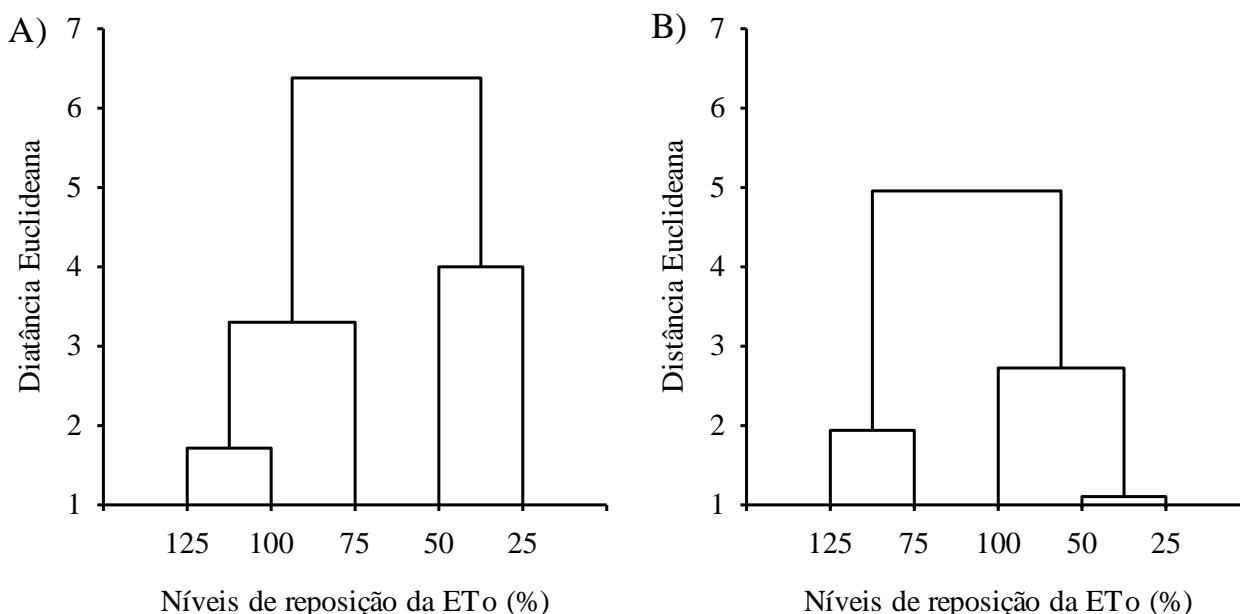 A)
7
6
5
4
3
2
1
Diatância Euclideana
125 100 75 50 25
Níveis de reposição da ETo (%)
B)
7
6
5
4
3
2
1
Distância Euclideana
125 75 100 50 25
Níveis de reposição da ETo (%)